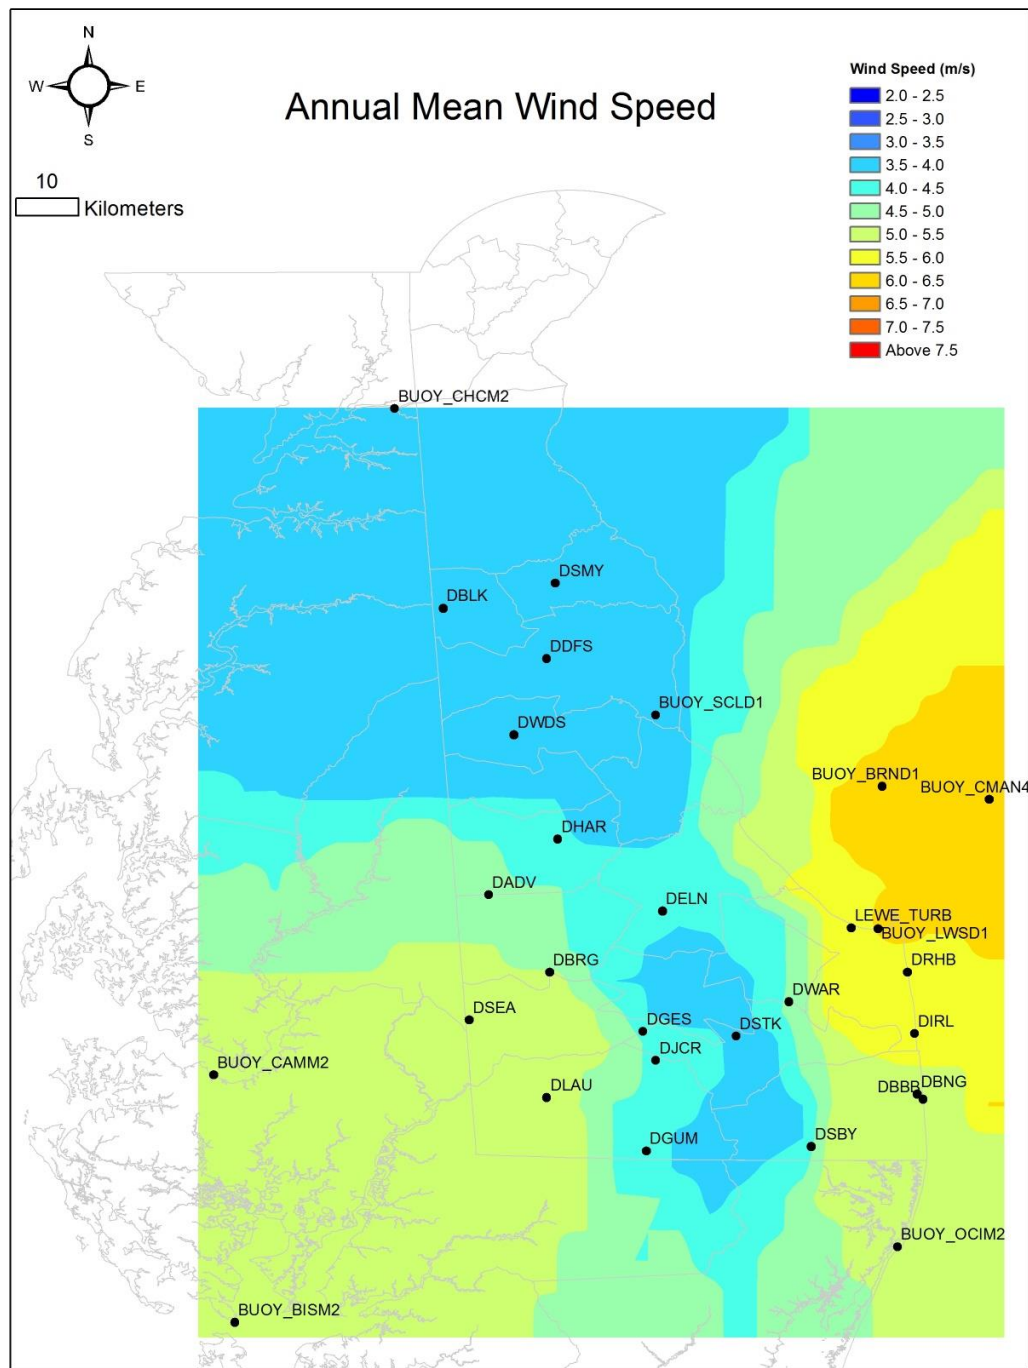 N
W E
S
Annual Mean Wind Speed
10
Kilometers
Wind Speed (m/s)
2.0 - 2.5
2.5 - 3.0
3.0 - 3.5
3.5 - 4.0
4.0 - 4.5
4.5 - 5.0
5.0 - 5.5
5.5 - 6.0
6.0 - 6.5
6.5 - 7.0
7.0 - 7.5
Above 7.5
BUOY_CHCM2
DSMY
DBLK
DDFS
BUOY_SCLD1
DWDS
BUOY_BRND1
BUOY_CMAN4
DHAR
DADV
DELN
LEWE_TURB
BUOY_LWSD1
DBRG
DRHB
DWAR
DSEA
DGES
DSTK
DIRL
DJCR
BUOY_CAMM2
DLAU
DBBB
DBNG
DGUM
DSBY
BUOY_OCIM2
BUOY_BISM2